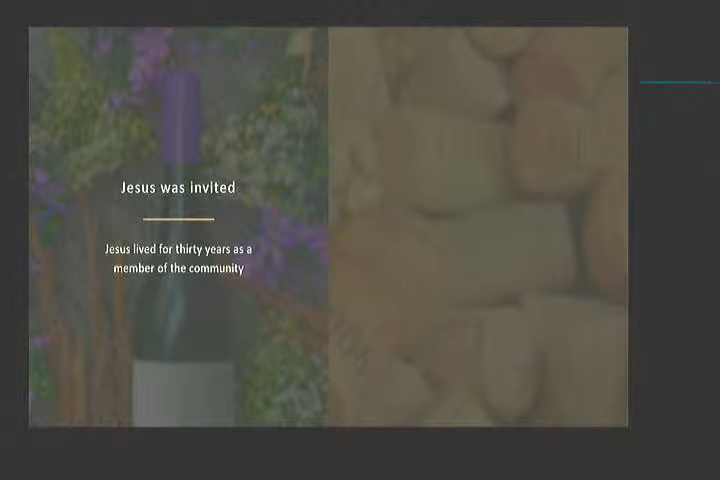 Jesus was invited
Jesus lived for thirty years as a
member of the community